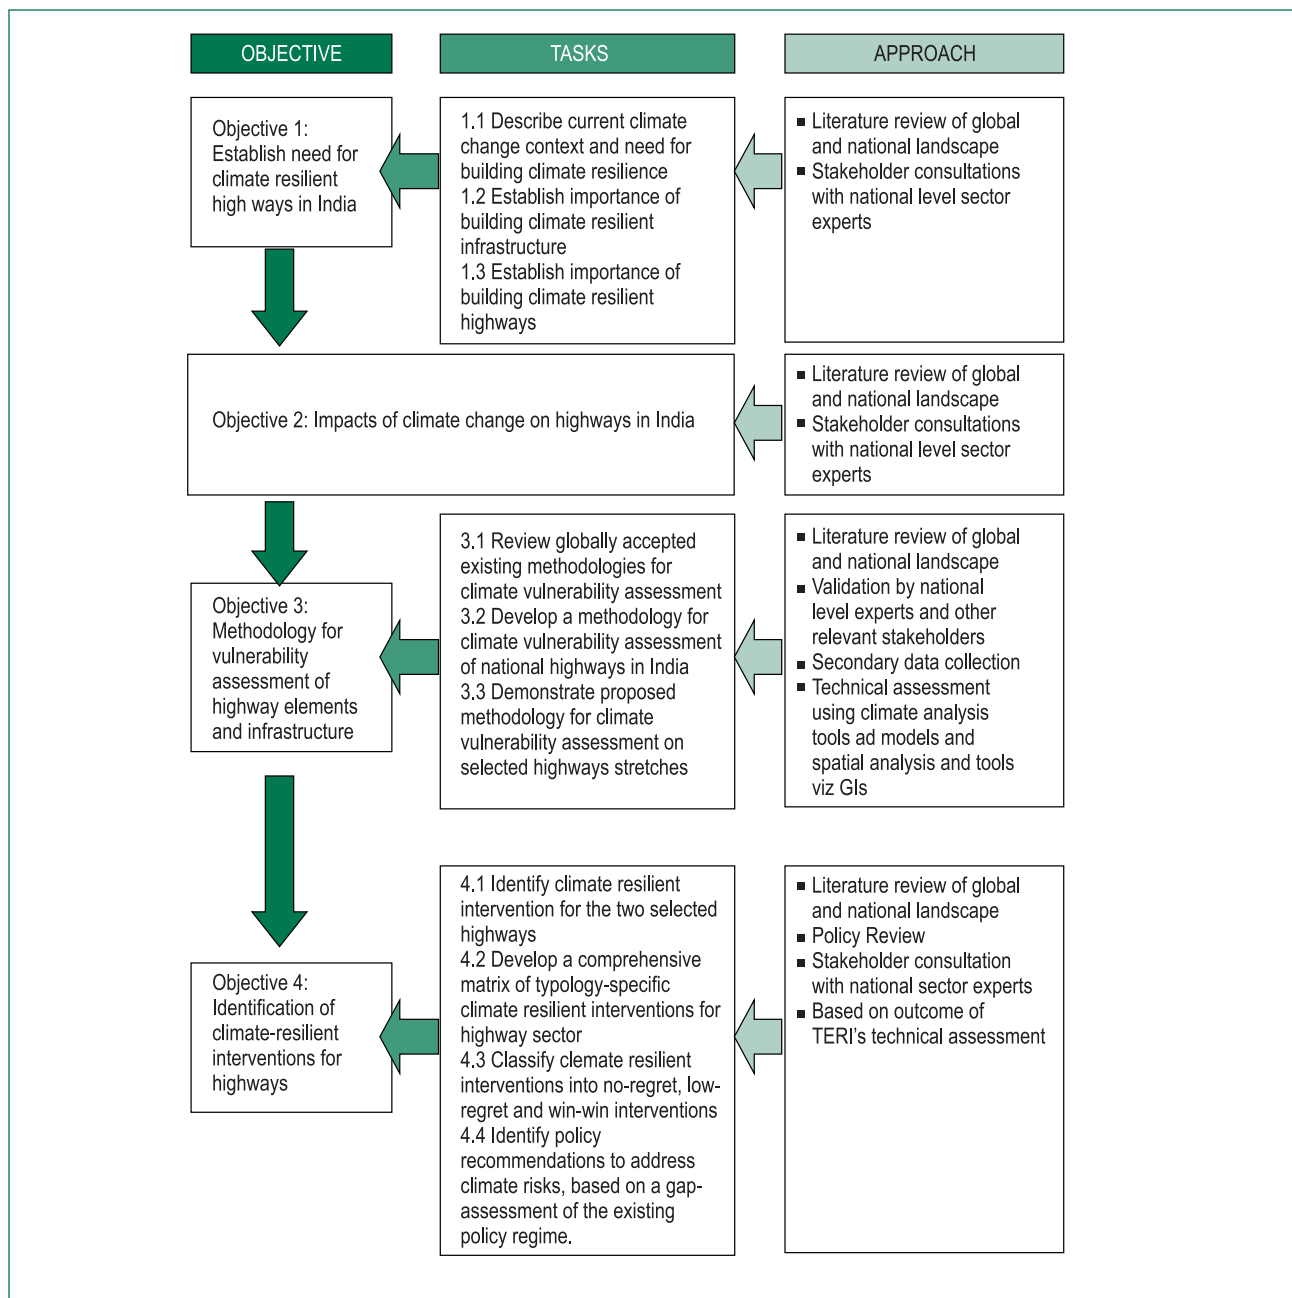 OBJECTIVE
TASKS
APPROACH
Objective 1:
Establish need for
climate resilient
high ways in India
1.1 Describe current climate
change context and need for
building climate resilience
1.2 Establish importance of
building climate resilient
infrastructure
1.3 Establish importance of
building climate resilient
highways
▪ Literature review of global
and national landscape
▪ Stakeholder consultations
with national level sector
experts
Objective 2: Impacts of climate change on highways in India
▪ Literature review of global
and national landscape
▪ Stakeholder consultations
with national level sector
experts
Objective 3:
Methodology for
vulnerability
assessment of
highway elements
and infrastructure
3.1 Review globally accepted
existing methodologies for
climate vulnerability assessment
3.2 Develop a methodology for
climate vulnerability assessment
of national highways in India
3.3 Demonstrate proposed
methodology for climate
vulnerability assessment on
selected highways stretches
▪ Literature review of global
and national landscape
▪ Validation by national
level experts and other
relevant stakeholders
▪ Secondary data collection
▪ Technical assessment
using climate analysis
tools ad models and
spatial analysis and tools
viz GIs
Objective 4:
Identification of
climate-resilient
interventions for
highways
4.1 Identify climate resilient
intervention for the two selected
highways
4.2 Develop a comprehensive
matrix of typology-specific
climate resilient interventions for
highway sector
4.3 Classify clemate resilient
interventions into no-regret, low-
regret and win-win interventions
4.4 Identify policy
recommendations to address
climate risks, based on a gap-
assessment of the existing
policy regime.
▪ Literature review of global
and national landscape
▪ Policy Review
▪ Stakeholder consultation
with national sector experts
▪ Based on outcome of
TERI's technical assessment